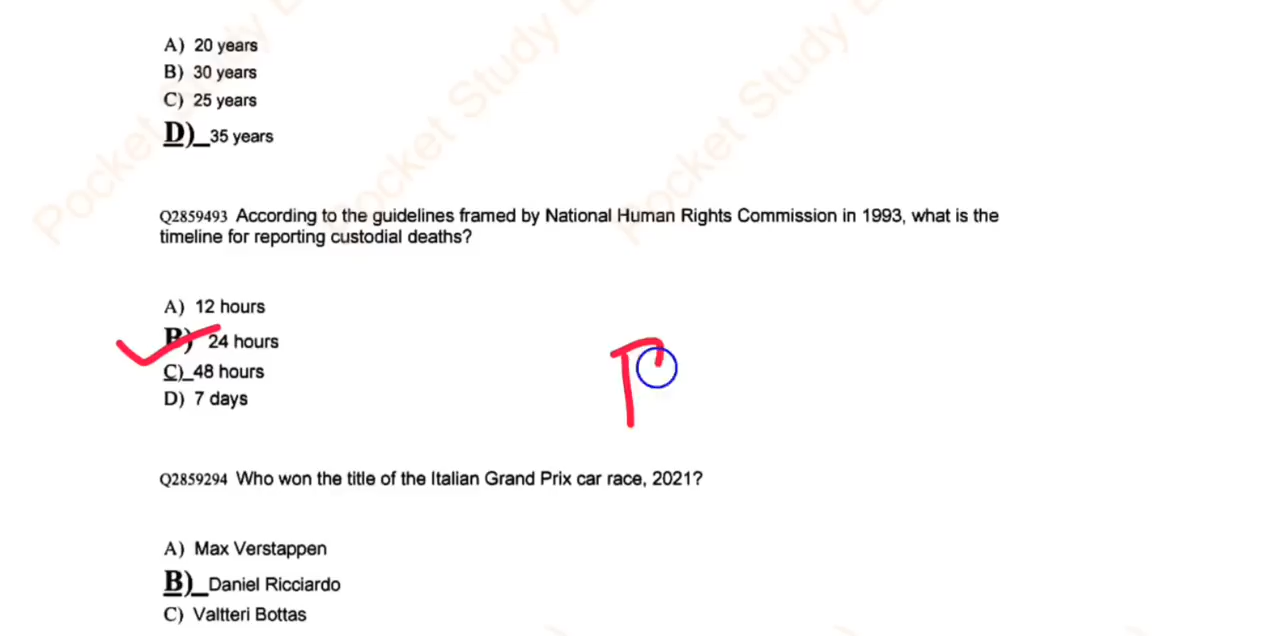 A) 20 years
B) 30 years
C) 25 years
D)_35 years
Q2859493 According to the guidelines framed by National Human Rights Commission in 1993, what is the
timeline for reporting custodial deaths?
A) 12 hours
B) 24 hours
C)_48 hours
D) 7 days
Q2859294 Who won the title of the Italian Grand Prix car race, 2021?
A) Max Verstappen
B)_Daniel Ricciardo
C) Valtteri Bottas
Pocket Study
Pocket Study
Pocket Study